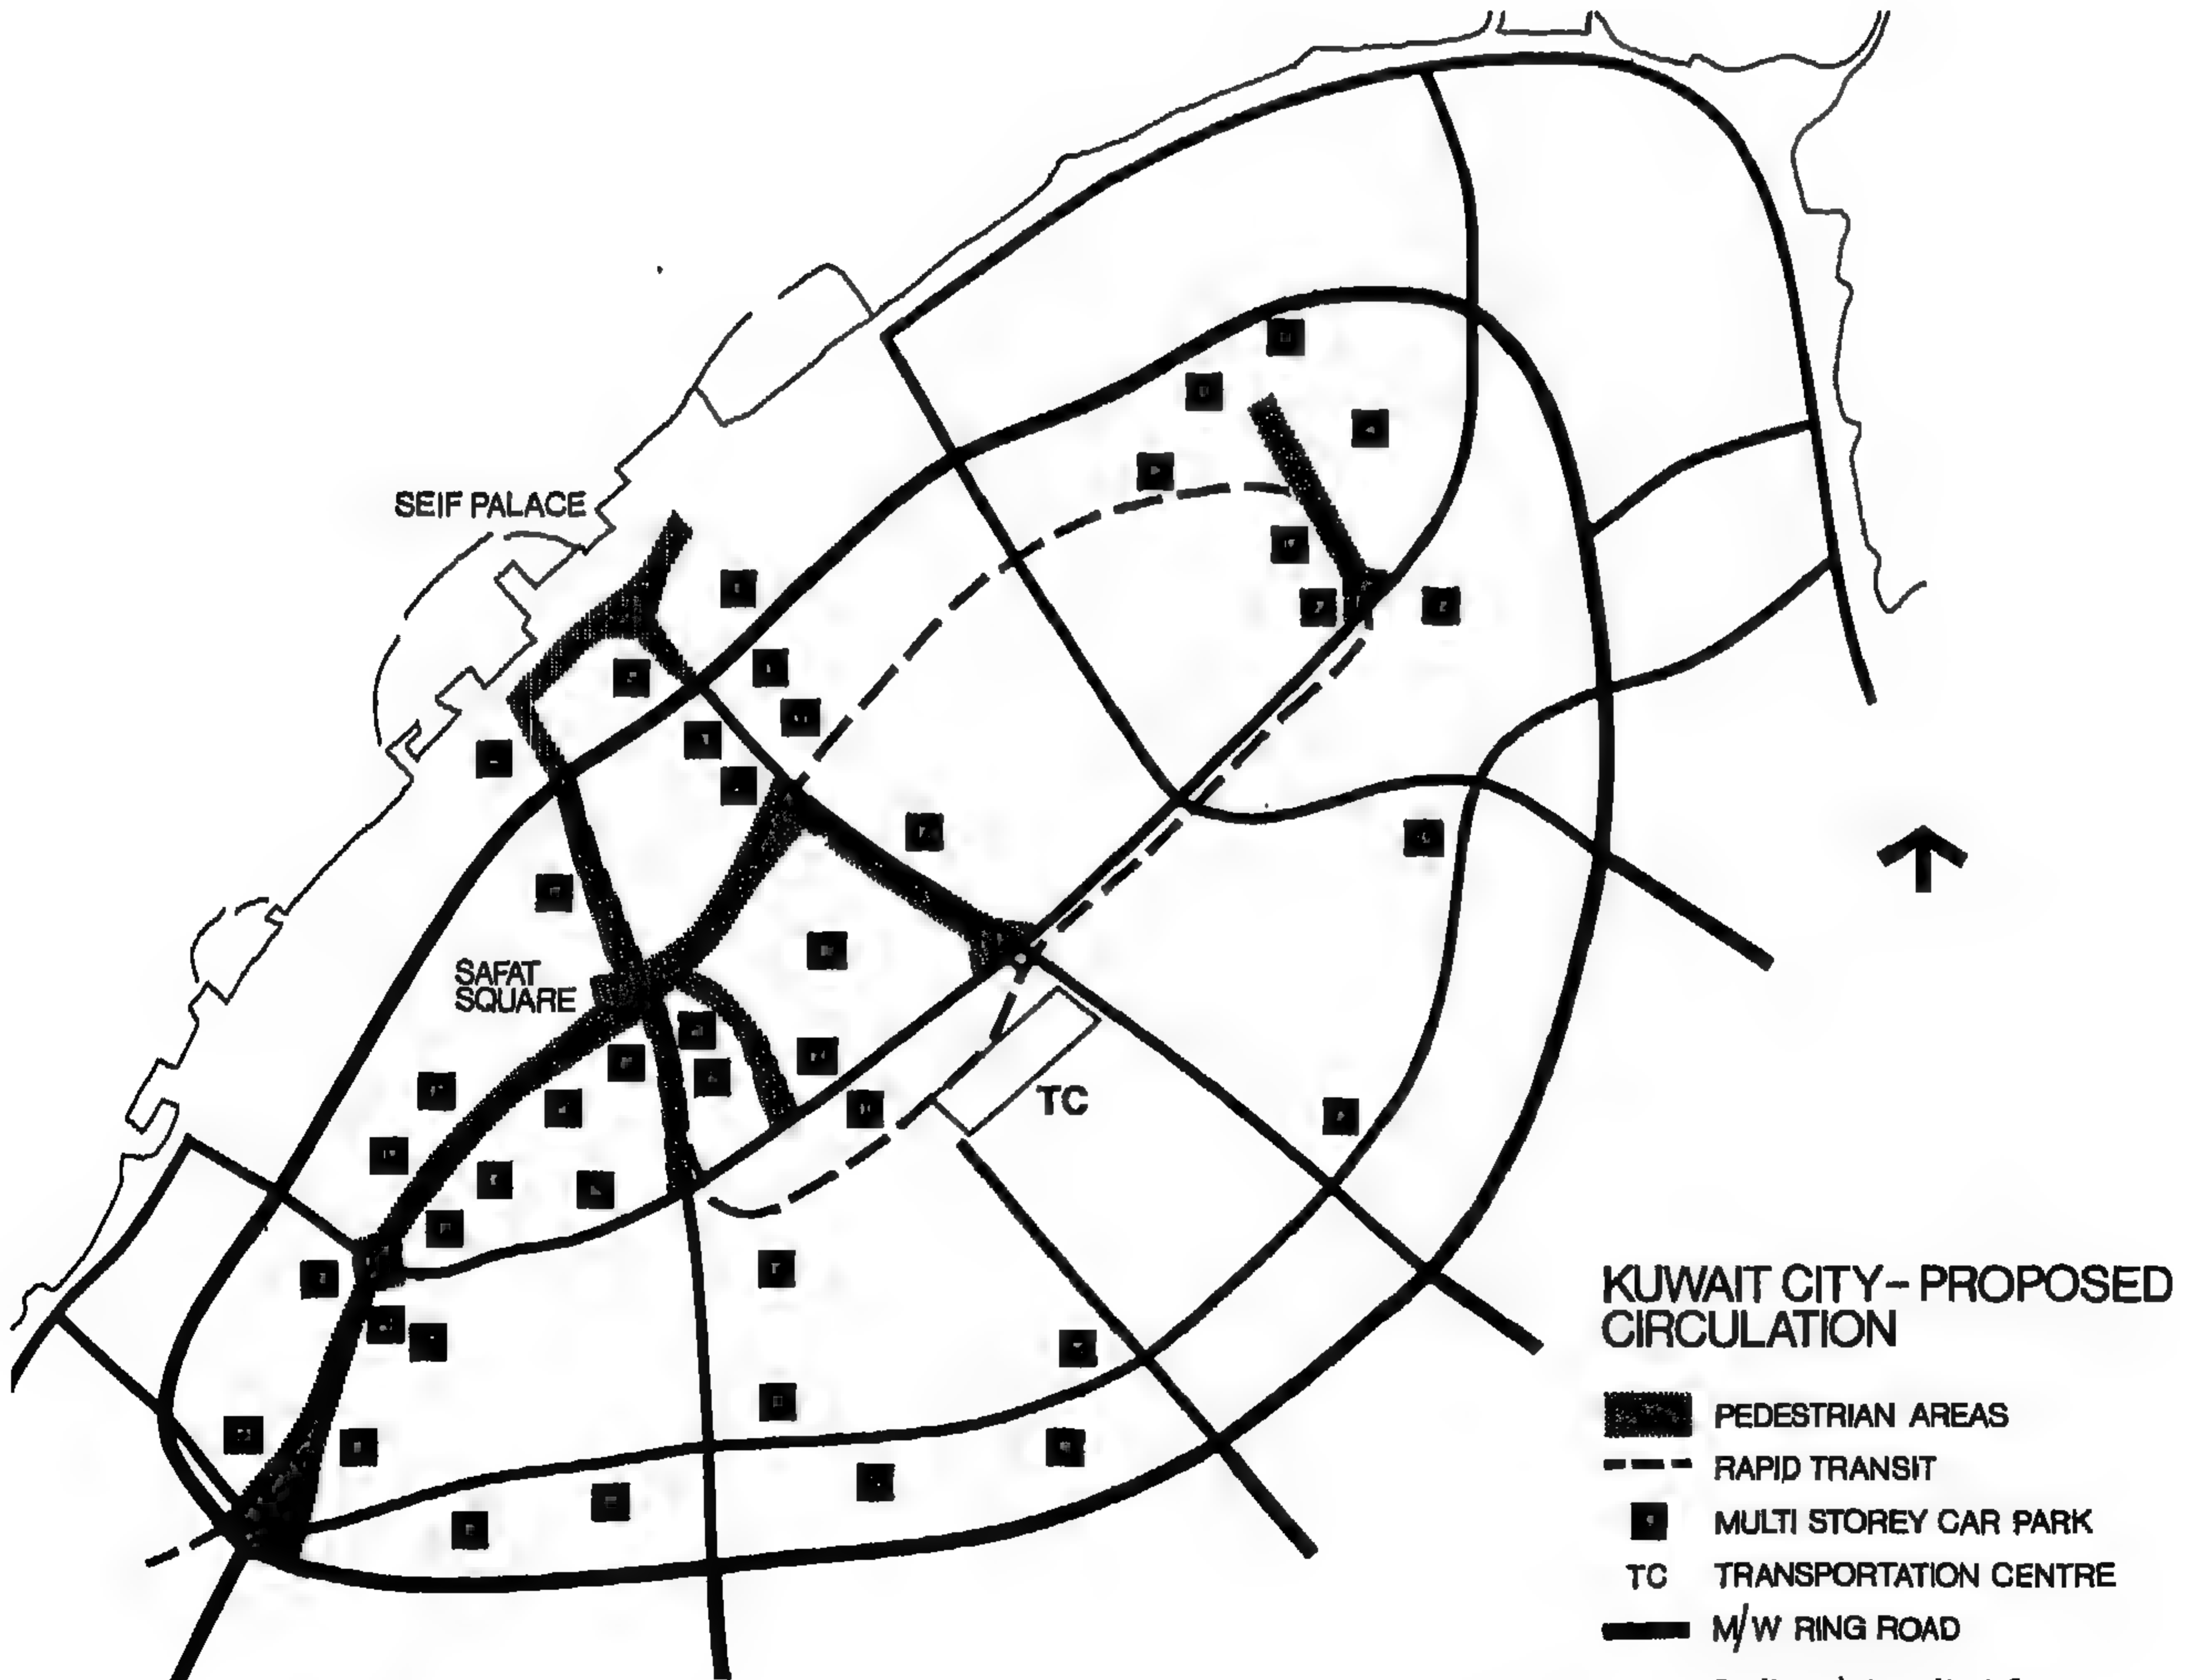 SEIF PALACE
SAFAT
SQUARE
TC
KUWAIT CITY – PROPOSED
CIRCULATION
PEDESTRIAN AREAS
RAPID TRANSIT
MULTI STOREY CAR PARK
TC TRANSPORTATION CENTRE
M/W RING ROAD